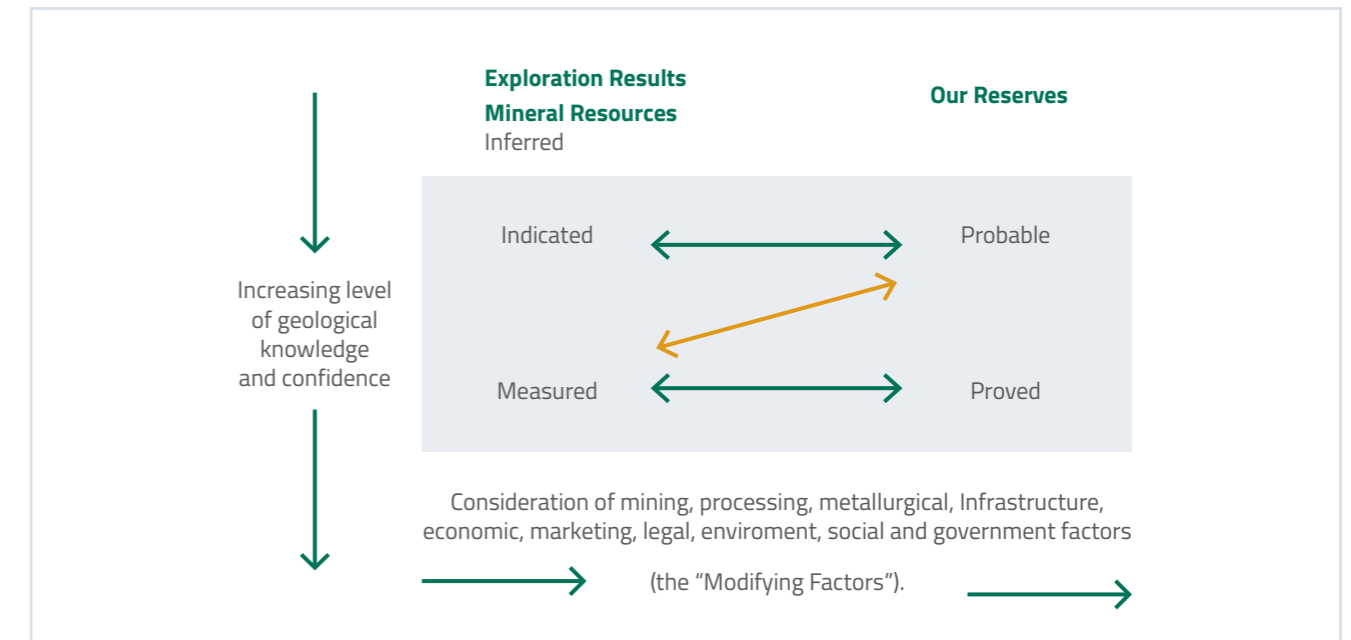 Exploration Results
Mineral Resources
Inferred
Our Reserves
Indicated
Probable
Increasing level
of geological
knowledge
and confidence
Measured
Proved
Consideration of mining, processing, metallurgical, Infrastructure,
economic, marketing, legal, enviroment, social and government factors
(the “Modifying Factors”).